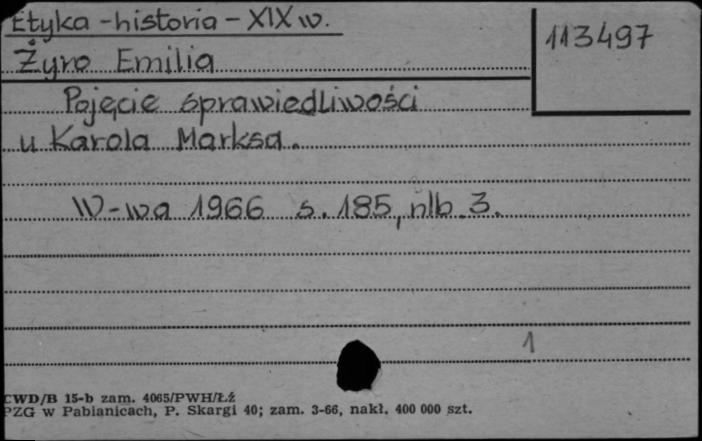 Etyka - historia - XIX w.
113497
Żyro Emilia
Pojęcie sprawiedliwości
u Karola Marksa.
W-wa 1966 s. 185, nlb. 3.
1
CWD/B 15-b zam. 4065/PWH/Łź
PZG w Pabianicach, P. Skargi 40; zam. 3-66, nakł. 400 000 szt.